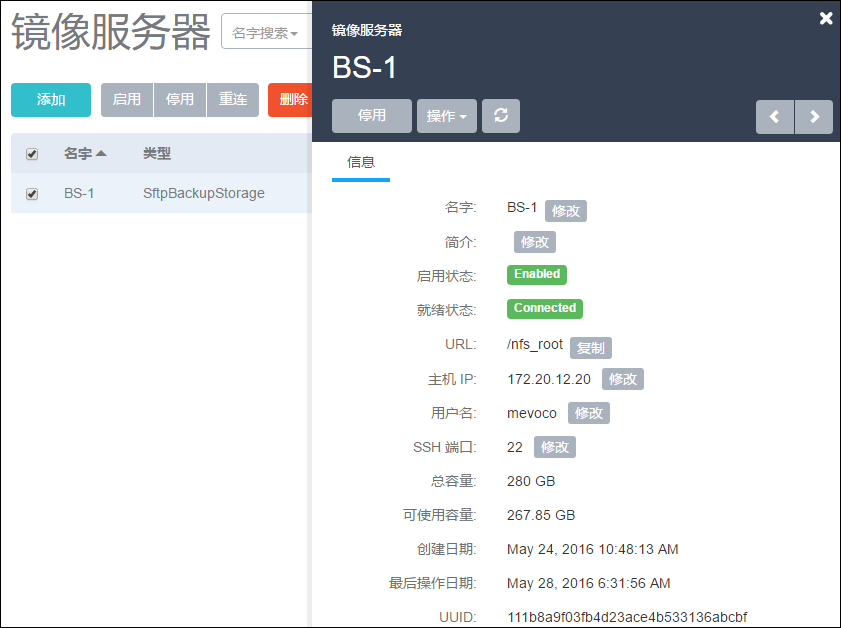 镜像服务器
名字搜索
添加
启用 停用 重连
删除
名字 类型
BS-1 SftpBackupStorage
镜像服务器
BS-1
停用 操作
信息
名字: BS-1 修改
简介: 修改
启用状态: Enabled
就绪状态: Connected
URL: /nfs_root 复制
主机 IP: 172.20.12.20 修改
用户名: mevoco 修改
SSH 端口: 22 修改
总容量: 280 GB
可使用容量: 267.85 GB
创建日期: May 24, 2016 10:48:13 AM
最后操作日期: May 28, 2016 6:31:56 AM
UUID: 111b8a9f03fb4d23ace4b533136abcbf